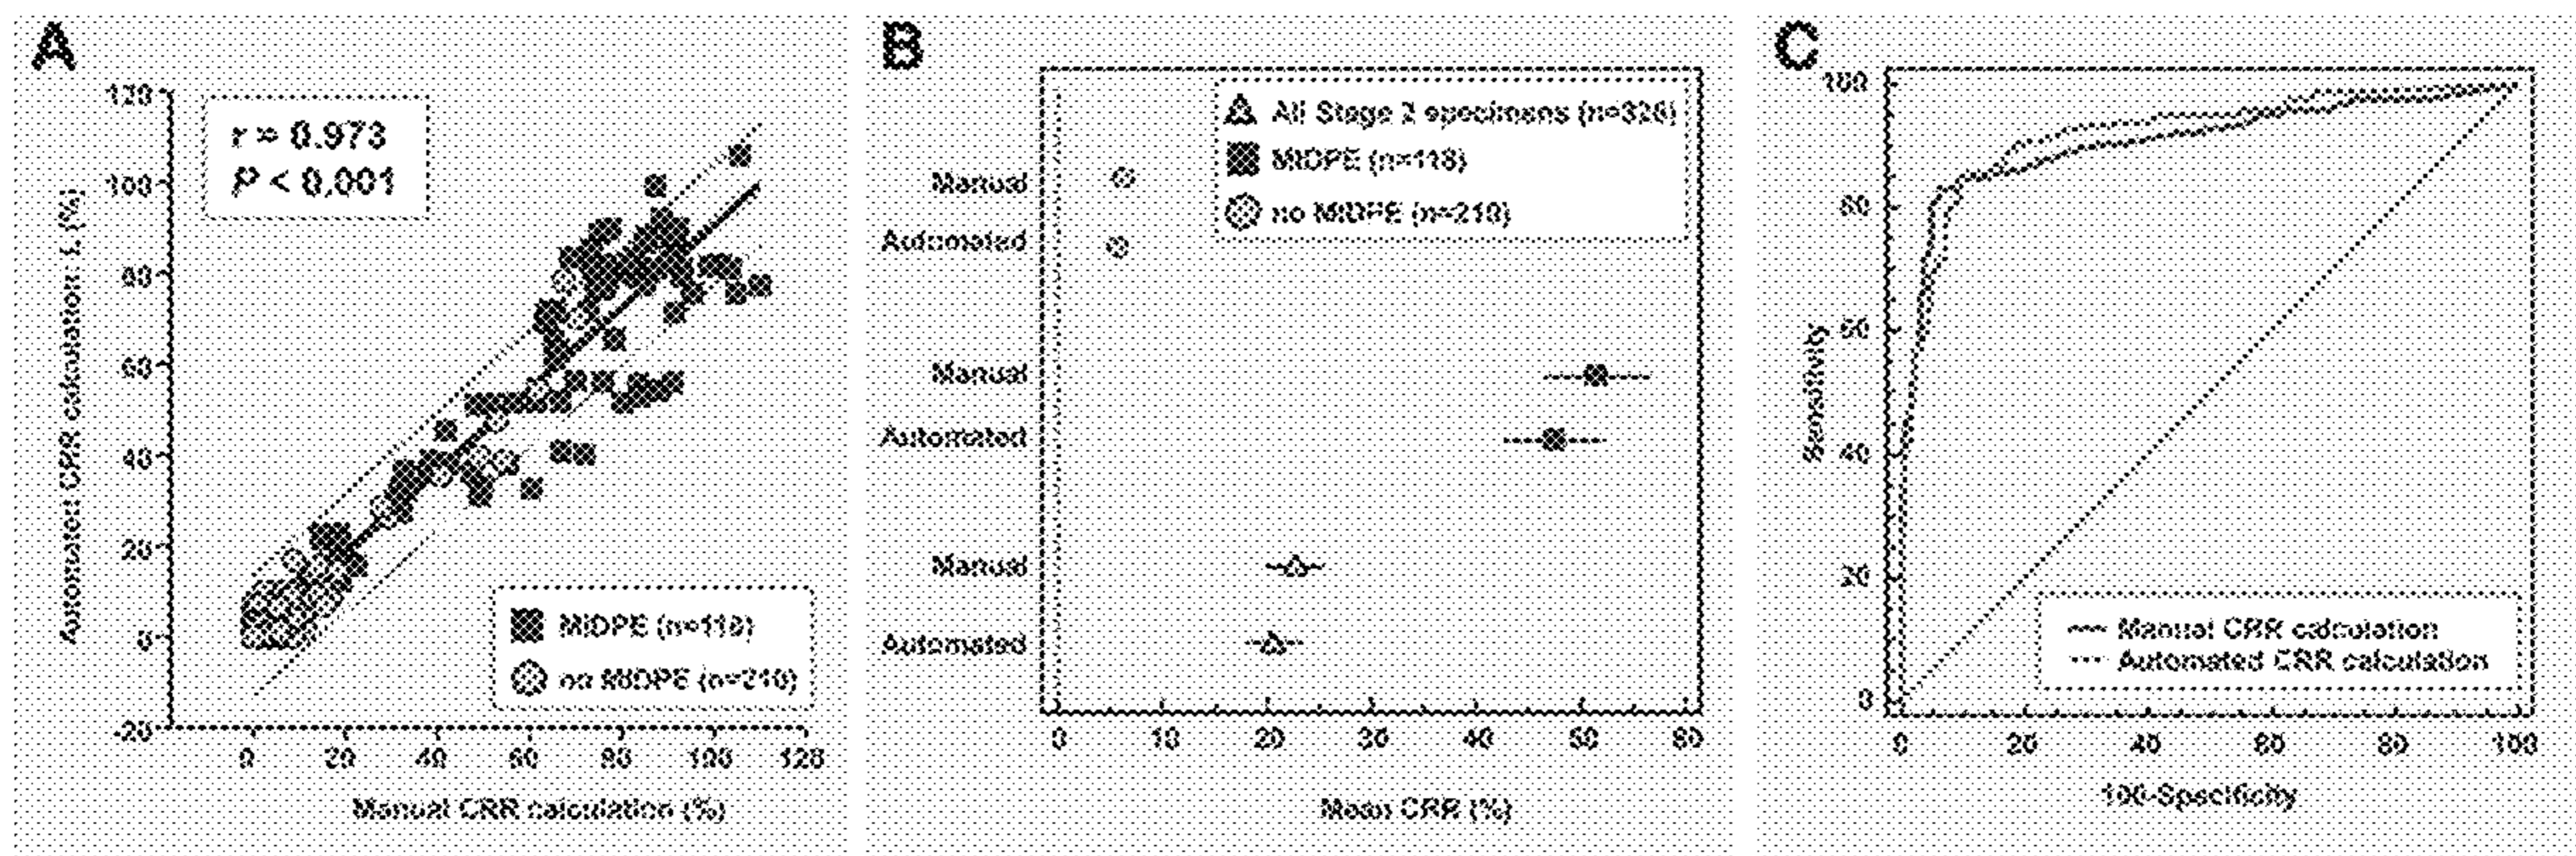 A
120
100
80
60
40
20
0
-20
r = 0.973
P < 0.001
MIDPE (n=118)
no MIDPE (n=210)
0 20 40 60 80 100 120
Manual CRR calculation (%)
Automated CRR calculation (%)
B
All Stage 2 specimens (n=328)
MIDPE (n=118)
no MIDPE (n=210)
Manual
Automated
Manual
Automated
Manual
Automated
0 10 20 30 40 50 60
Mean CRR (%)
C
100
80
60
40
20
0
Sensitivity
Manual CRR calculation
Automated CRR calculation
0 20 40 60 80 100
100-Specificity